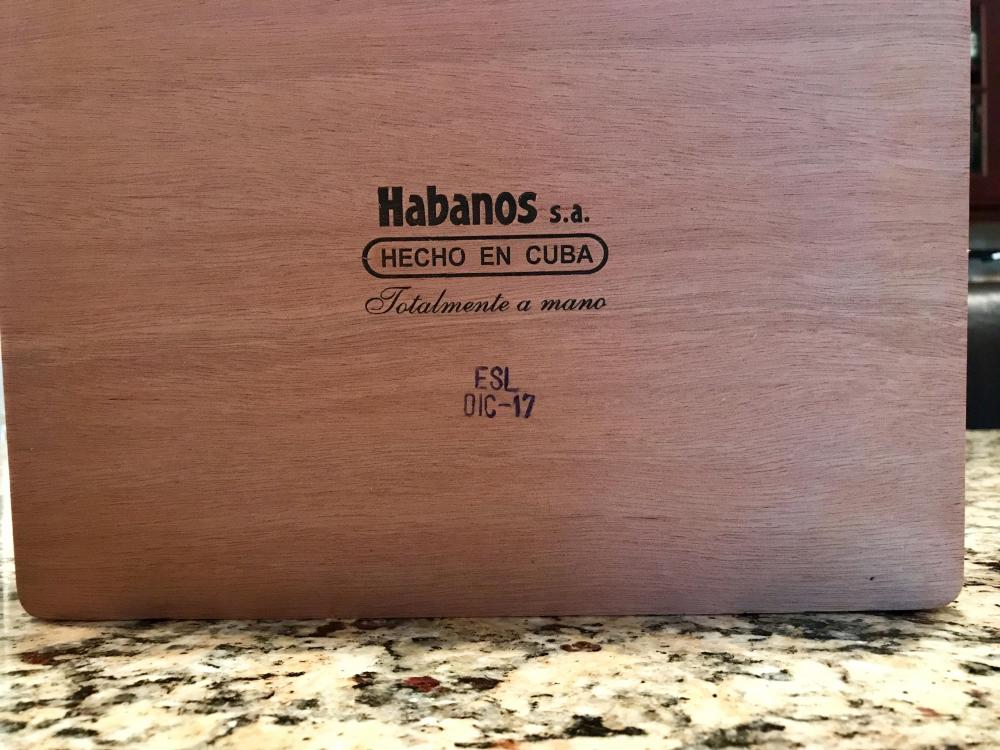 Habanos s.a.
HECHO EN CUBA
Totalmente a mano
ESL
DIC-17